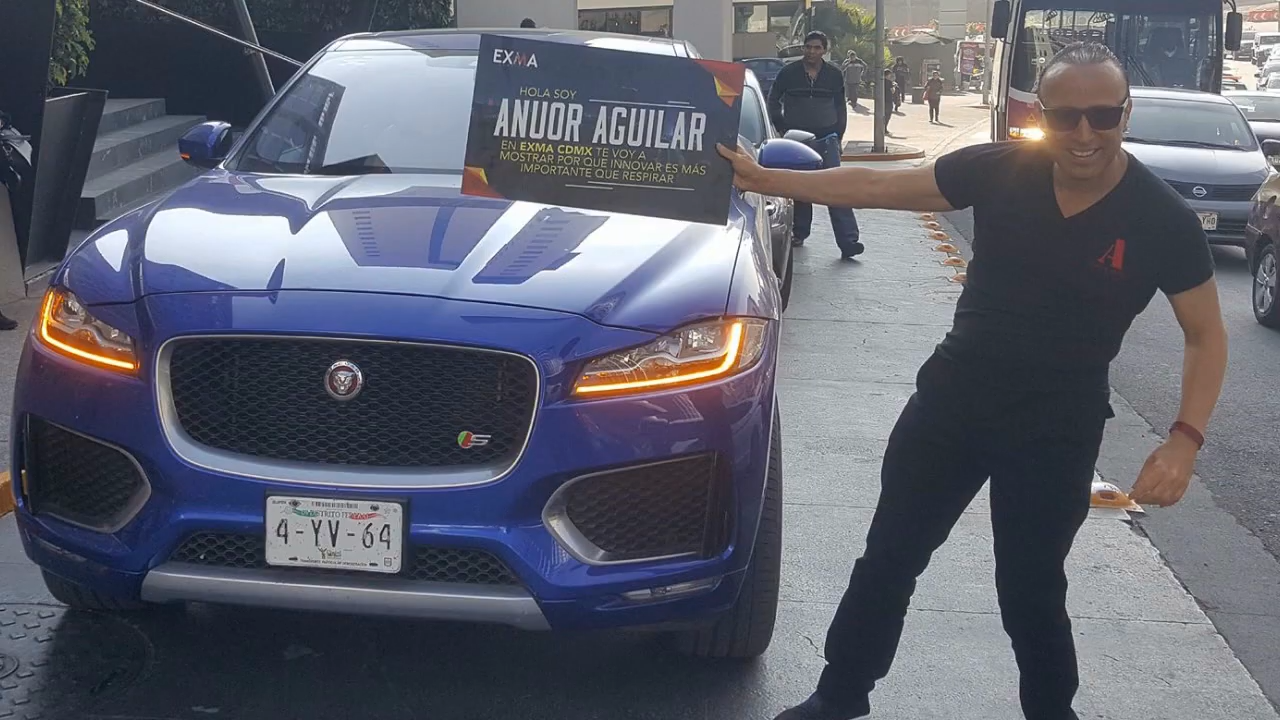 EXMA
HOLA SOY
ANUOR AGUILAR
EN EXMA CDMX TE VOY A
MOSTRAR POR QUE INNOVAR ES MÁS
IMPORTANTE QUE RESPIRAR
A
S
4-YV-64